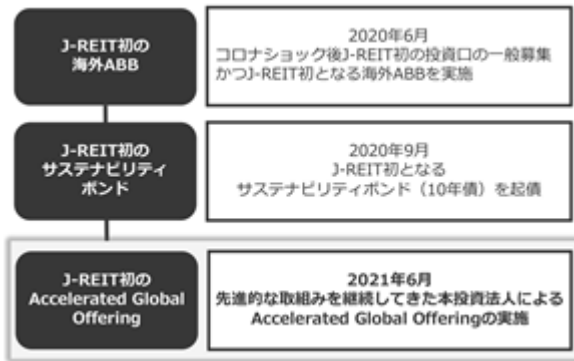 J-REIT初の
海外ABB
2020年6月
コロナショック後J-REIT初の投資口の一般募集
かつJ-REIT初となる海外ABBを実施
J-REIT初の
サステナビリティ
ボンド
2020年9月
J-REIT初となる
サステナビリティボンド（10年債）を起債
J-REIT初の
Accelerated Global
Offering
2021年6月
先進的な取組みを継続してきた本投資法人による
Accelerated Global Offeringの実施